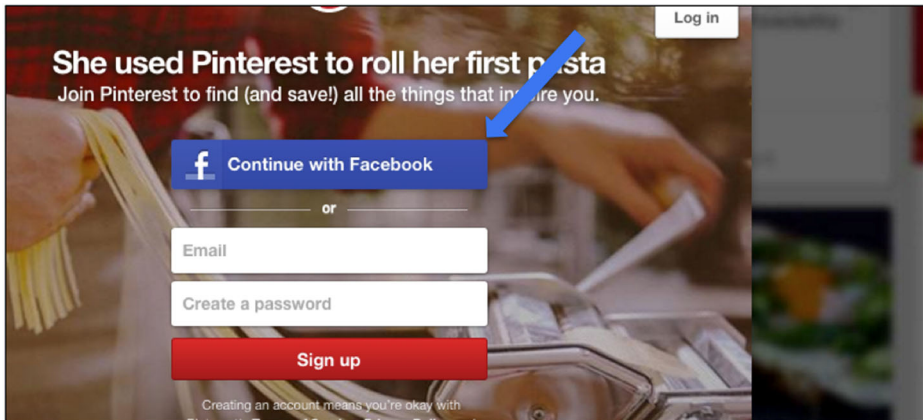 Log in
She used Pinterest to roll her first pasta
Join Pinterest to find (and save!) all the things that inspire you.
f Continue with Facebook
or
Email
Create a password
Sign up
Creating an account means you're okay with